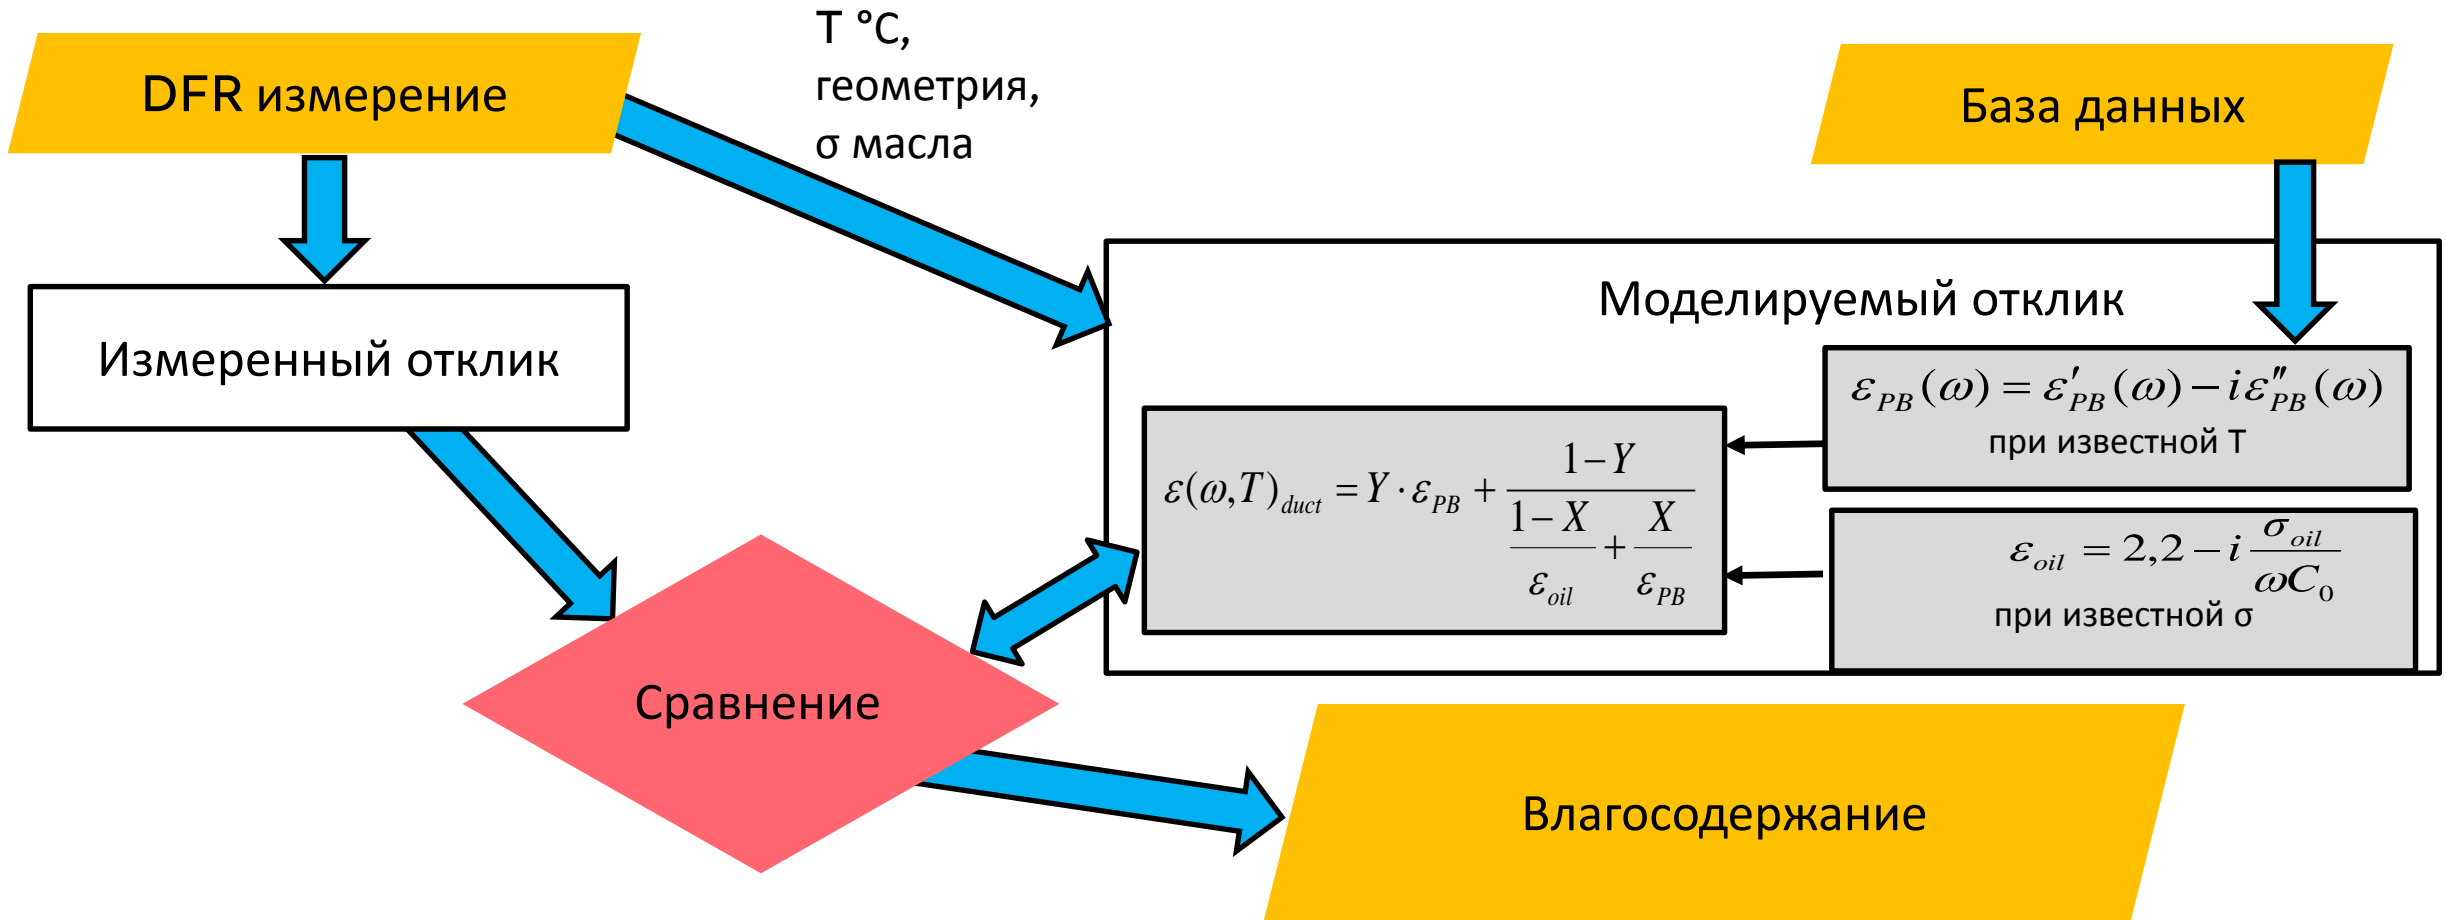 T °C,
геометрия,
σ масла
DFR измерение
База данных
Измеренный отклик
Моделируемый отклик
ε_PB(ω) = ε′_PB(ω) − iε″_PB(ω)
при известной T
ε(ω,T)_duct = Y · ε_PB + (1−Y) / ((1−X)/ε_oil + X/ε_PB)
ε_oil = 2,2 − i σ_oil/(ωC_0)
при известной σ
Сравнение
Влагосодержание